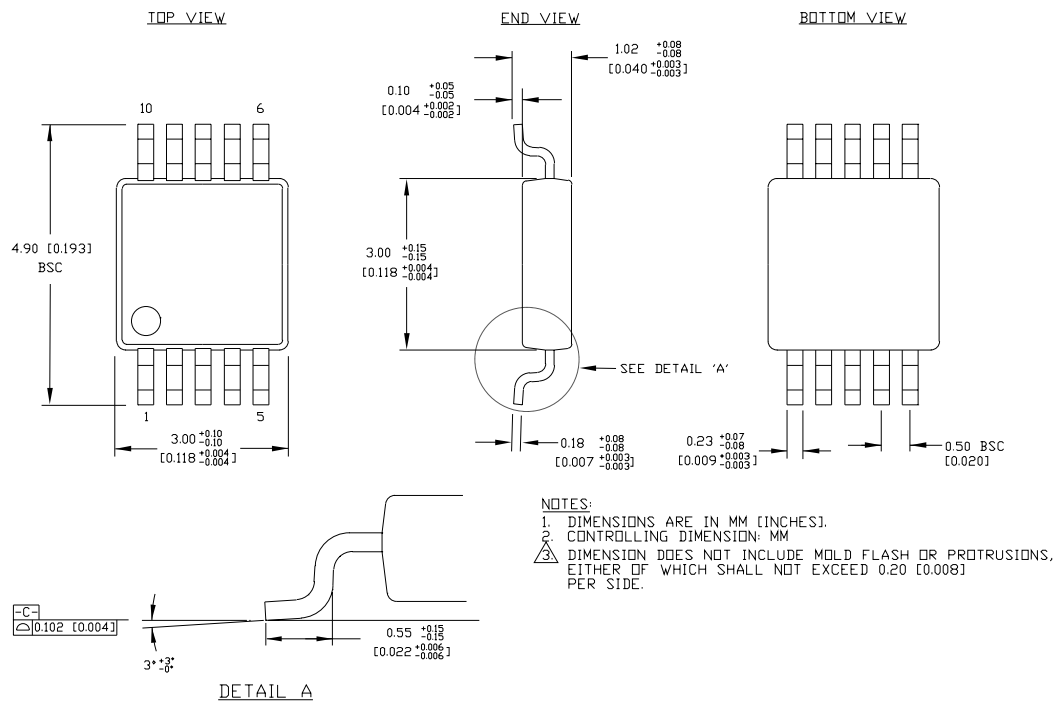 TOP VIEW
END VIEW
BOTTOM VIEW
1.02 +0.08 -0.08
[0.040 +0.003 -0.003]
0.10 +0.05 -0.05
[0.004 +0.002 -0.002]
10 6
4.90 [0.193]
BSC
3.00 +0.15 -0.15
[0.118 +0.004 -0.004]
SEE DETAIL 'A'
1 5
3.00 +0.10 -0.10
[0.118 +0.004 -0.004]
0.18 +0.08 -0.08
[0.007 +0.003 -0.003]
0.23 +0.07 -0.08
[0.009 +0.003 -0.003]
0.50 BSC
[0.020]
NOTES:
1. DIMENSIONS ARE IN MM [INCHES].
2. CONTROLLING DIMENSION: MM
3. DIMENSION DOES NOT INCLUDE MOLD FLASH OR PROTRUSIONS,
EITHER OF WHICH SHALL NOT EXCEED 0.20 [0.008]
PER SIDE.
-C-
⌓ 0.102 [0.004]
3° +3° -0°
0.55 +0.15 -0.15
[0.022 +0.006 -0.006]
DETAIL A